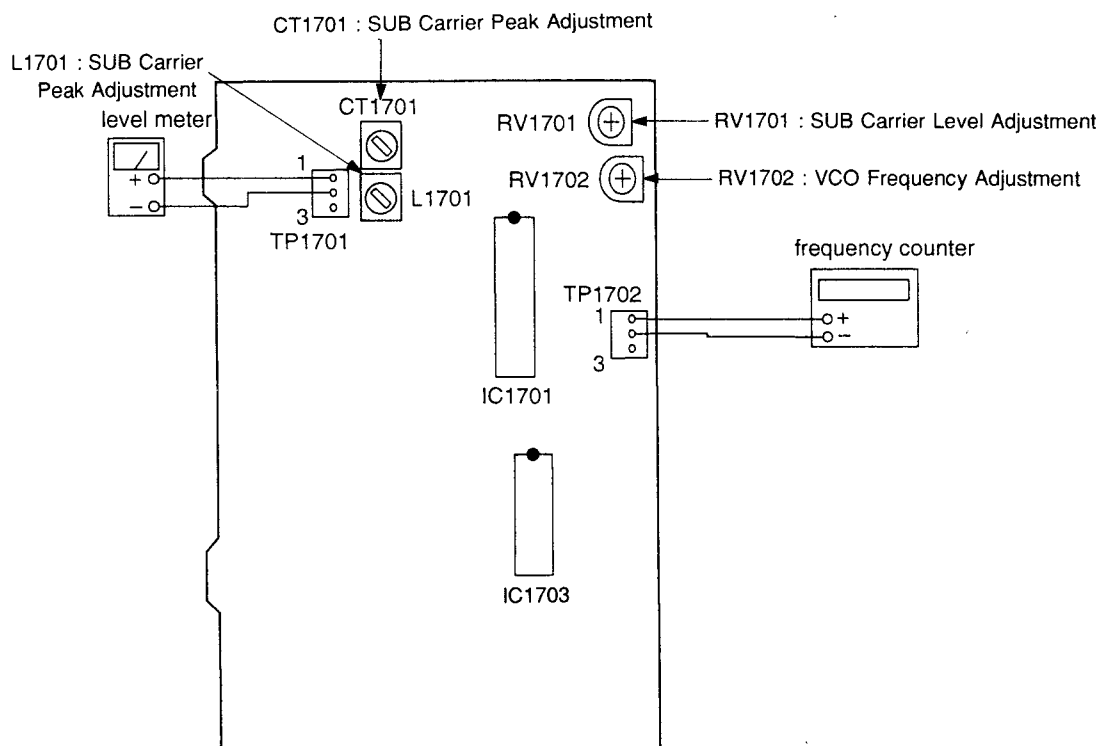 CT1701 : SUB Carrier Peak Adjustment
L1701 : SUB Carrier
Peak Adjustment
level meter
CT1701
RV1701
RV1701 : SUB Carrier Level Adjustment
1
+
−
L1701
RV1702
RV1702 : VCO Frequency Adjustment
3
TP1701
frequency counter
TP1702
1
+
−
3
IC1701
IC1703